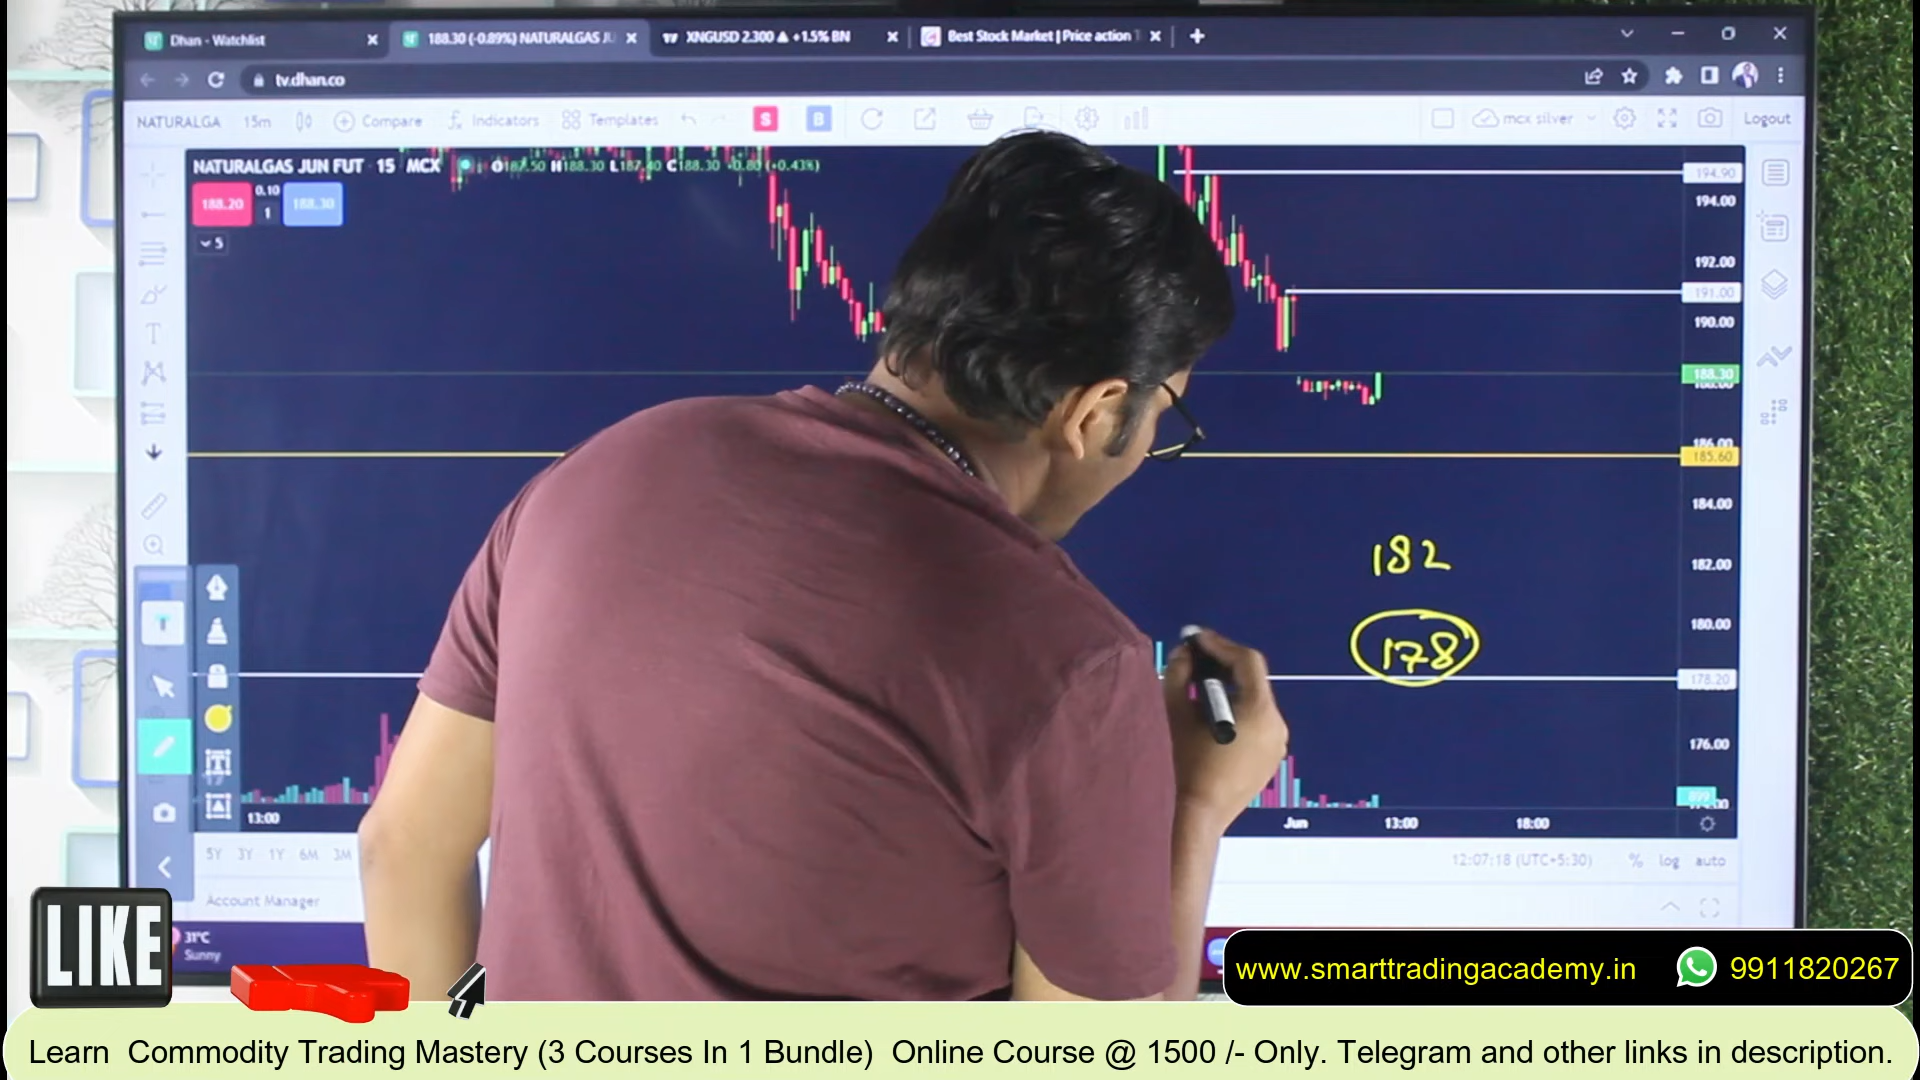 Dhan - Watchlist
188.30 (-0.89%) NATURALGAS JU
XNGUSD 2.300 ▲ +1.5% BN
Best Stock Market | Price action T
tv.dhan.co
NATURALGA 15m Compare Indicators Templates S B mcx silver Logout
NATURALGAS JUN FUT 15 MCX O187.50 H188.30 L187.40 C188.30 +0.80 (+0.43%)
188.20 0.10 1 188.30
5
194.90
194.00
192.00
191.00
190.00
188.30
188.00
186.00
185.60
184.00
182
182.00
180.00
178
178.20
176.00
899
13:00 Jun 13:00 18:00
5Y 3Y 1Y 6M 3M 12:07:18 (UTC+5:30) % log auto
Account Manager
31°C
Sunny
LIKE
www.smarttradingacademy.in 9911820267
Learn Commodity Trading Mastery (3 Courses In 1 Bundle) Online Course @ 1500 /- Only. Telegram and other links in description.